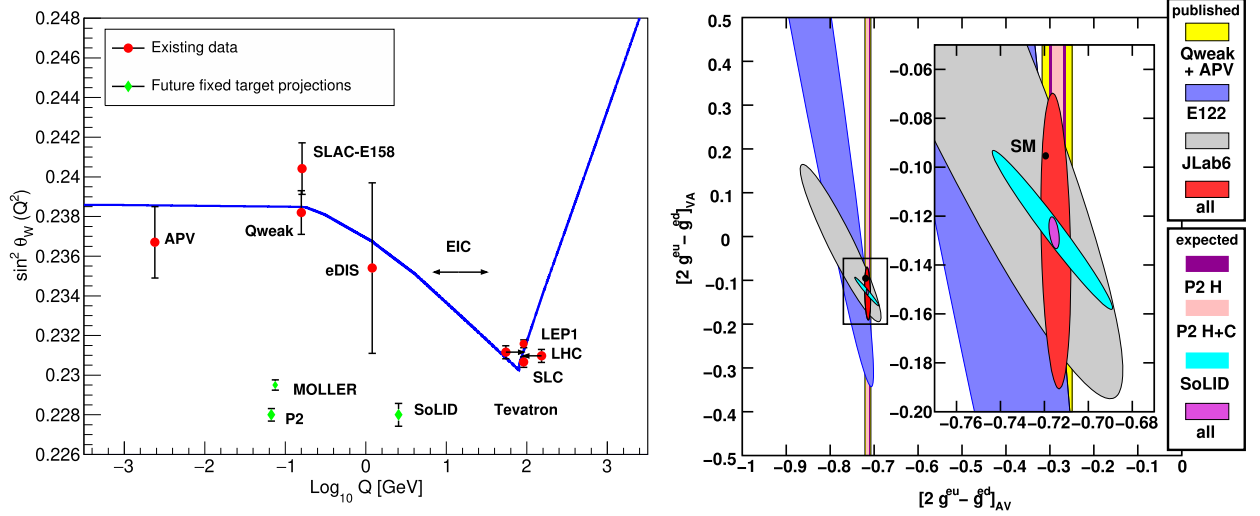 0.248
0.246
0.244
0.242
0.24
0.238
0.236
0.234
0.232
0.23
0.228
0.226
sin² θ_W (Q²)
Existing data
Future fixed target projections
SLAC-E158
APV
Qweak
eDIS
EIC
LEP1
LHC
SLC
Tevatron
MOLLER
P2
SoLID
−3 −2 −1 0 1 2 3
Log₁₀ Q [GeV]
0.5
0.4
0.3
0.2
0.1
0
−0.1
−0.2
−0.3
−0.4
−0.5
[2 g^eu − g^ed]_VA
−0.06
−0.08
−0.10
−0.12
−0.14
−0.16
−0.18
−0.20
SM
−0.76 −0.74 −0.72 −0.70 −0.68
−1 −0.9 −0.8 −0.7 −0.6 −0.5 −0.4 −0.3 −0.2 −0.1 0
[2 g^eu − g^ed]_AV
published
Qweak
+ APV
E122
JLab6
all
expected
P2 H
P2 H+C
SoLID
all